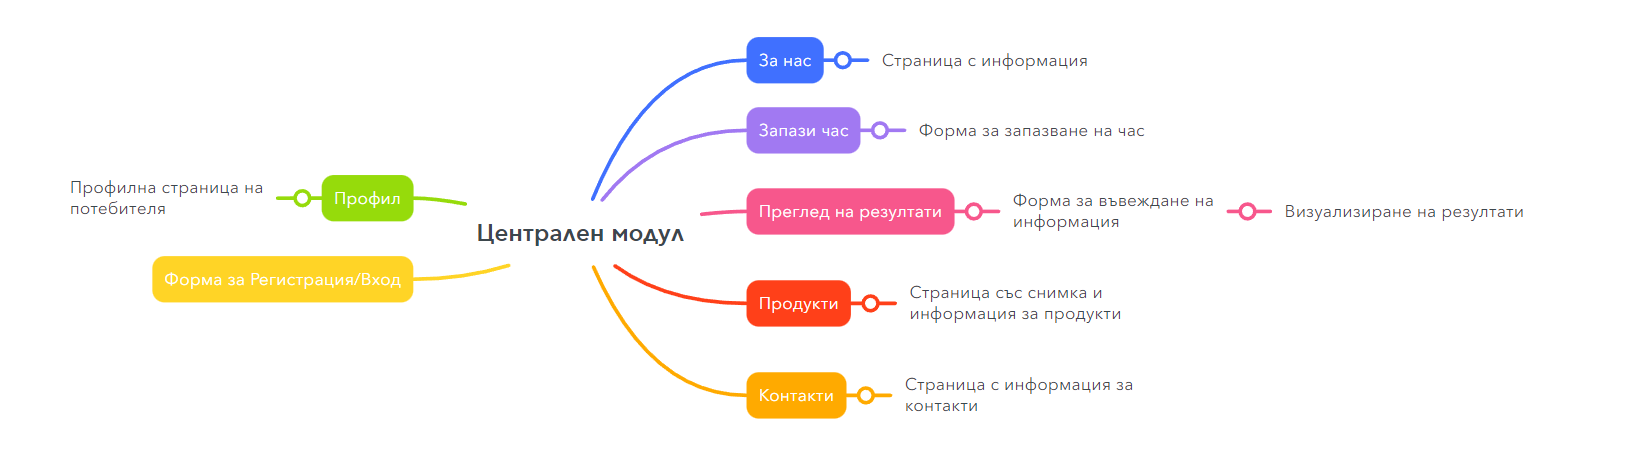 За нас
Страница с информация
Запази час
Форма за запазване на час
Профилна страница на
потебителя
Профил
Преглед на резултати
Форма за въвеждане на
информация
Визуализиране на резултати
Централен модул
Форма за Регистрация/Вход
Продукти
Страница със снимка и
информация за продукти
Контакти
Страница с информация за
контакти